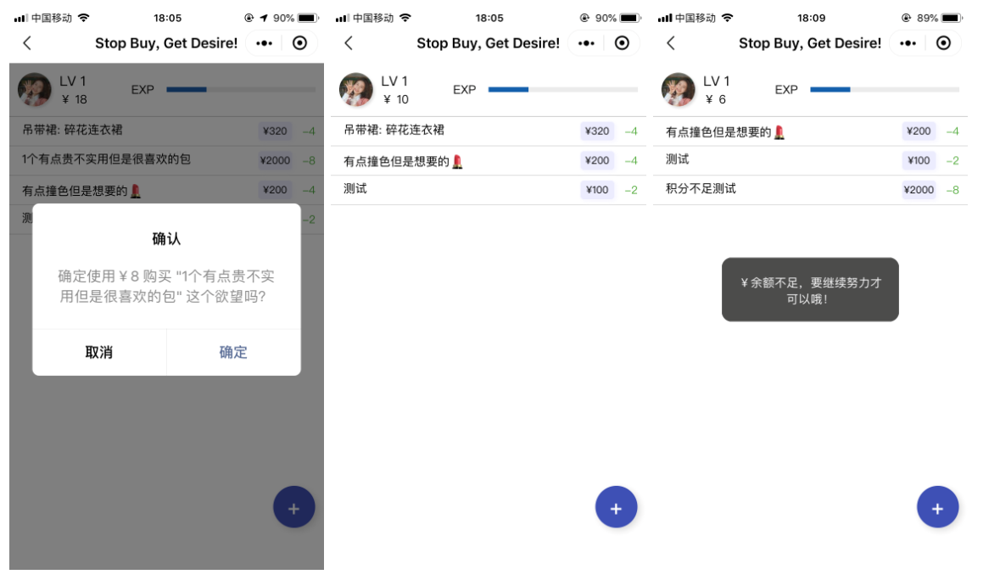 中国移动 18:05 90%
Stop Buy, Get Desire!
LV 1
¥ 18
EXP
吊带裙: 碎花连衣裙 ¥320 -4
1个有点贵不实用但是很喜欢的包 ¥2000 -8
有点撞色但是想要的💄 ¥200 -4
测 -2
确认
确定使用¥8 购买 "1个有点贵不实
用但是很喜欢的包" 这个欲望吗?
取消 确定
+
中国移动 18:05 90%
Stop Buy, Get Desire!
LV 1
¥ 10
EXP
吊带裙: 碎花连衣裙 ¥320 -4
有点撞色但是想要的💄 ¥200 -4
测试 ¥100 -2
+
中国移动 18:09 89%
Stop Buy, Get Desire!
LV 1
¥ 6
EXP
有点撞色但是想要的💄 ¥200 -4
测试 ¥100 -2
积分不足测试 ¥2000 -8
¥余额不足，要继续努力才
可以哦！
+